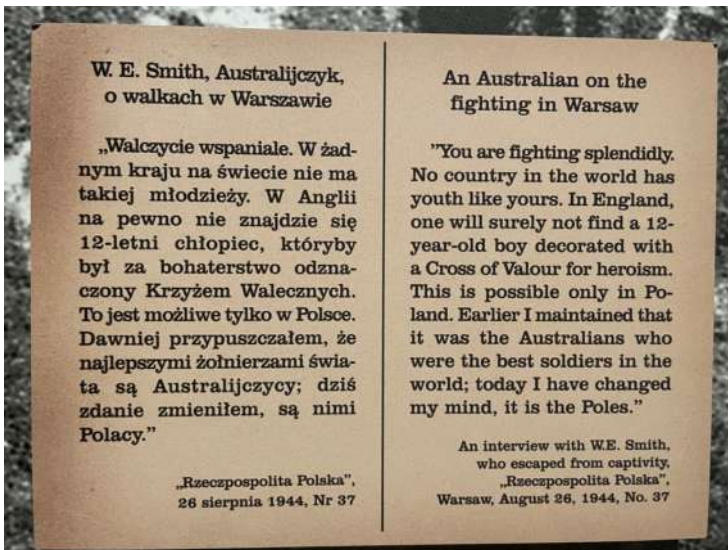 W. E. Smith, Australijczyk,
o walkach w Warszawie
„Walczycie wspaniale. W żad-
nym kraju na świecie nie ma
takiej młodzieży. W Anglii
na pewno nie znajdzie się
12-letni chłopiec, któryby
był za bohaterstwo odzna-
czony Krzyżem Walecznych.
To jest możliwe tylko w Polsce.
Dawniej przypuszczałem, że
najlepszymi żołnierzami świa-
ta są Australijczycy; dziś
zdanie zmieniłem, są nimi
Polacy.”
„Rzeczpospolita Polska”,
26 sierpnia 1944, Nr 37
An Australian on the
fighting in Warsaw
”You are fighting splendidly.
No country in the world has
youth like yours. In England,
one will surely not find a 12-
year-old boy decorated with
a Cross of Valour for heroism.
This is possible only in Po-
land. Earlier I maintained that
it was the Australians who
were the best soldiers in the
world; today I have changed
my mind, it is the Poles.”
An interview with W.E. Smith,
who escaped from captivity,
„Rzeczpospolita Polska”,
Warsaw, August 26, 1944, No. 37